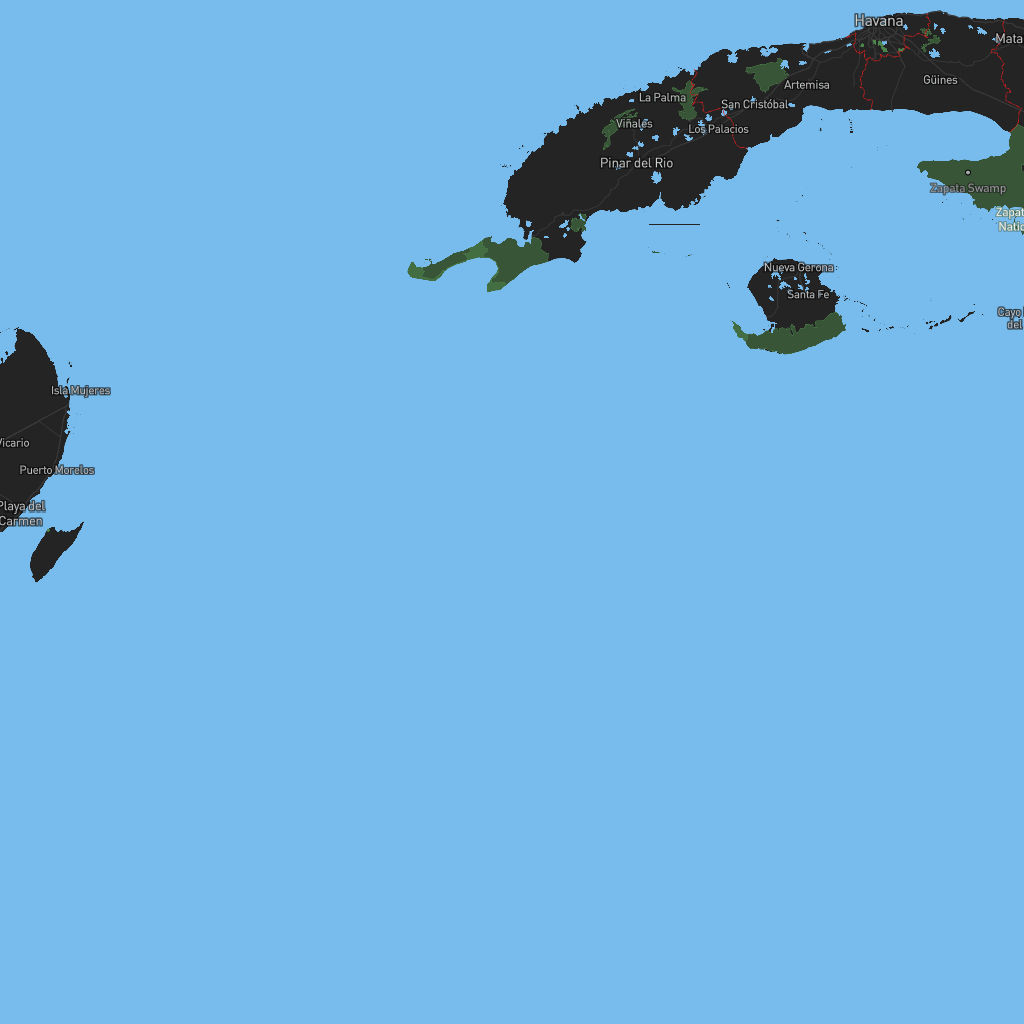 Havana
Mata
Artemisa
Güines
La Palma
San Cristóbal
Viñales
Los Palacios
Pinar del Rio
Zapata Swamp
Zapat
Natio
Nueva Gerona
Santa Fe
Cayo
del
Isla Mujeres
Vicario
Puerto Morelos
Playa del
Carmen